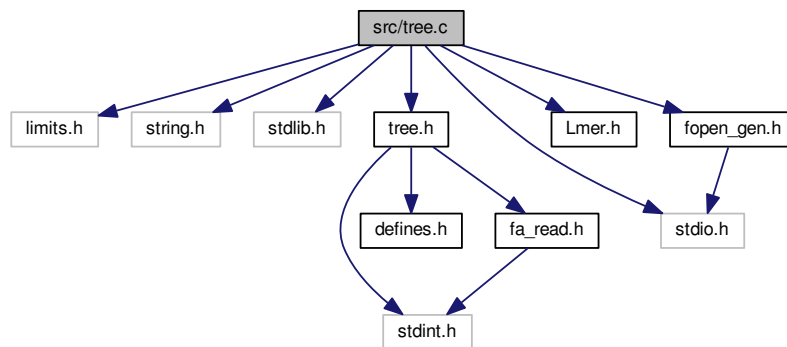 src/tree.c
limits.h
string.h
stdlib.h
tree.h
Lmer.h
fopen_gen.h
defines.h
fa_read.h
stdio.h
stdint.h